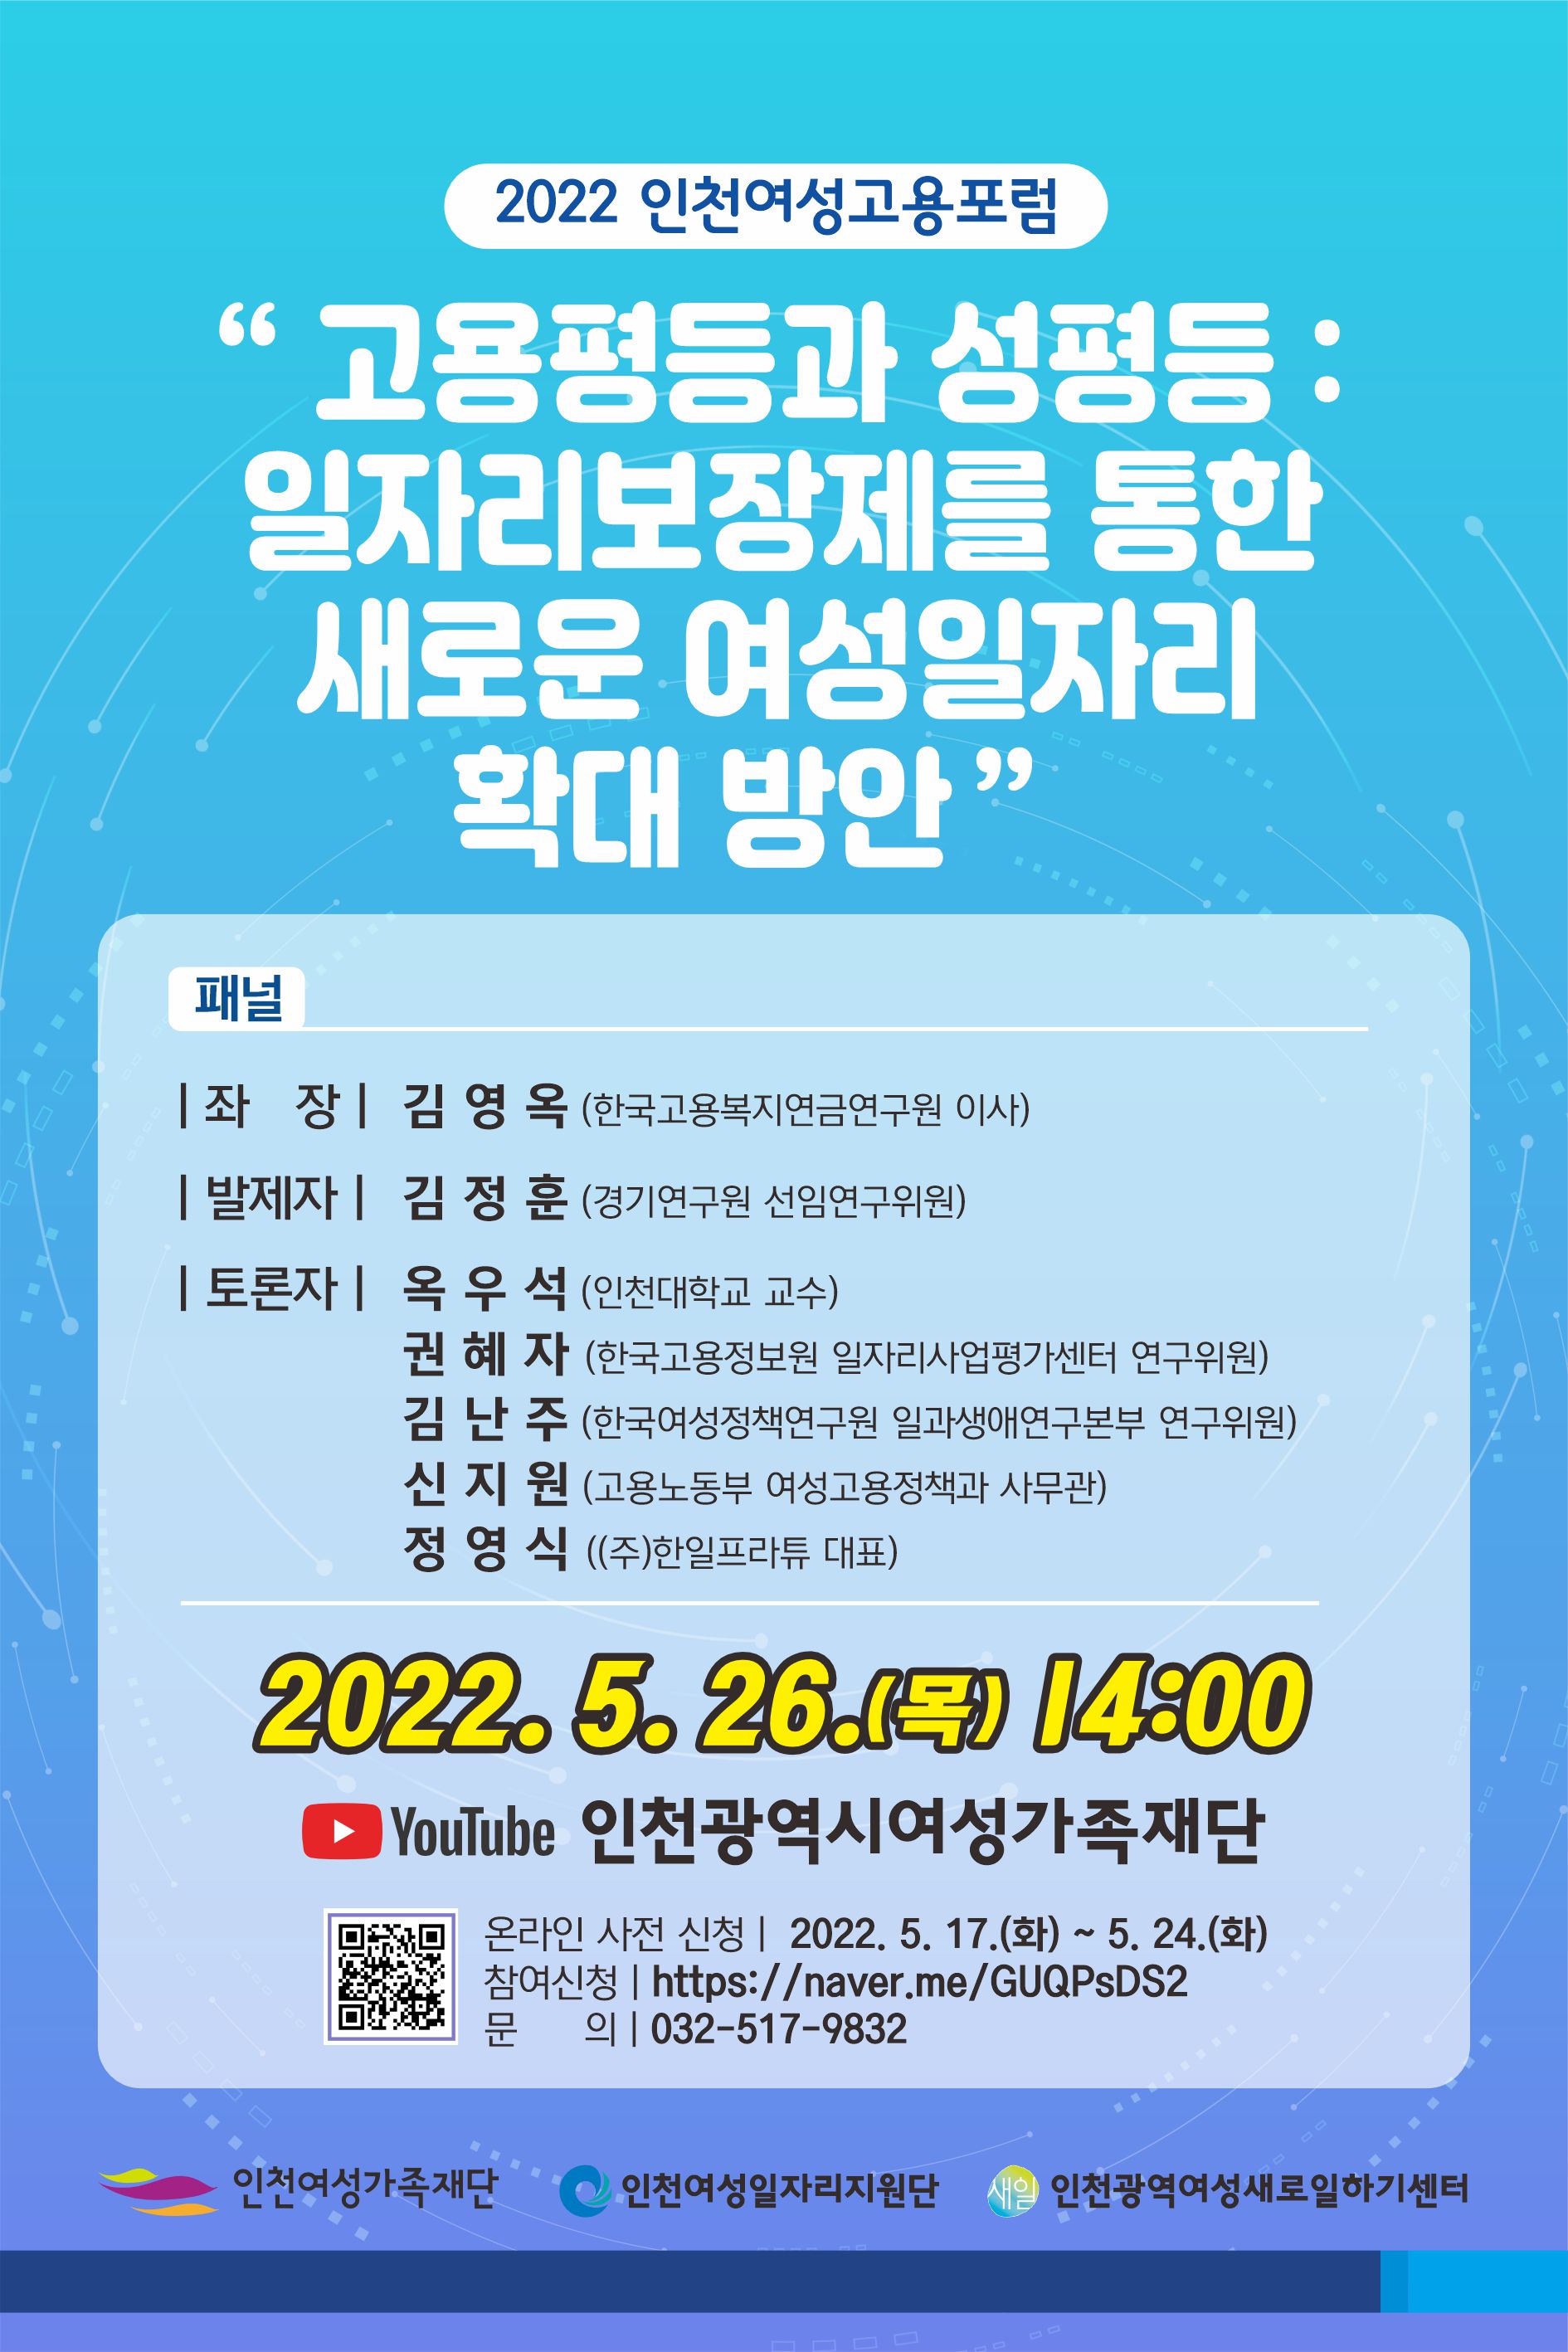 2022 인천여성고용포럼
“ 고용평등과 성평등 :
일자리보장제를 통한
새로운 여성일자리
확대 방안 ”
패널
| 좌 장 | 김 영 옥 (한국고용복지연금연구원 이사)
| 발제자 | 김 정 훈 (경기연구원 선임연구위원)
| 토론자 | 옥 우 석 (인천대학교 교수)
권 혜 자 (한국고용정보원 일자리사업평가센터 연구위원)
김 난 주 (한국여성정책연구원 일과생애연구본부 연구위원)
신 지 원 (고용노동부 여성고용정책과 사무관)
정 영 식 ((주)한일프라튜 대표)
2022. 5. 26.(목) 14:00
YouTube 인천광역시여성가족재단
온라인 사전 신청 | 2022. 5. 17.(화) ~ 5. 24.(화)
참여신청 | https://naver.me/GUQPsDS2
문 의 | 032-517-9832
인천여성가족재단 인천여성일자리지원단 새일 인천광역여성새로일하기센터